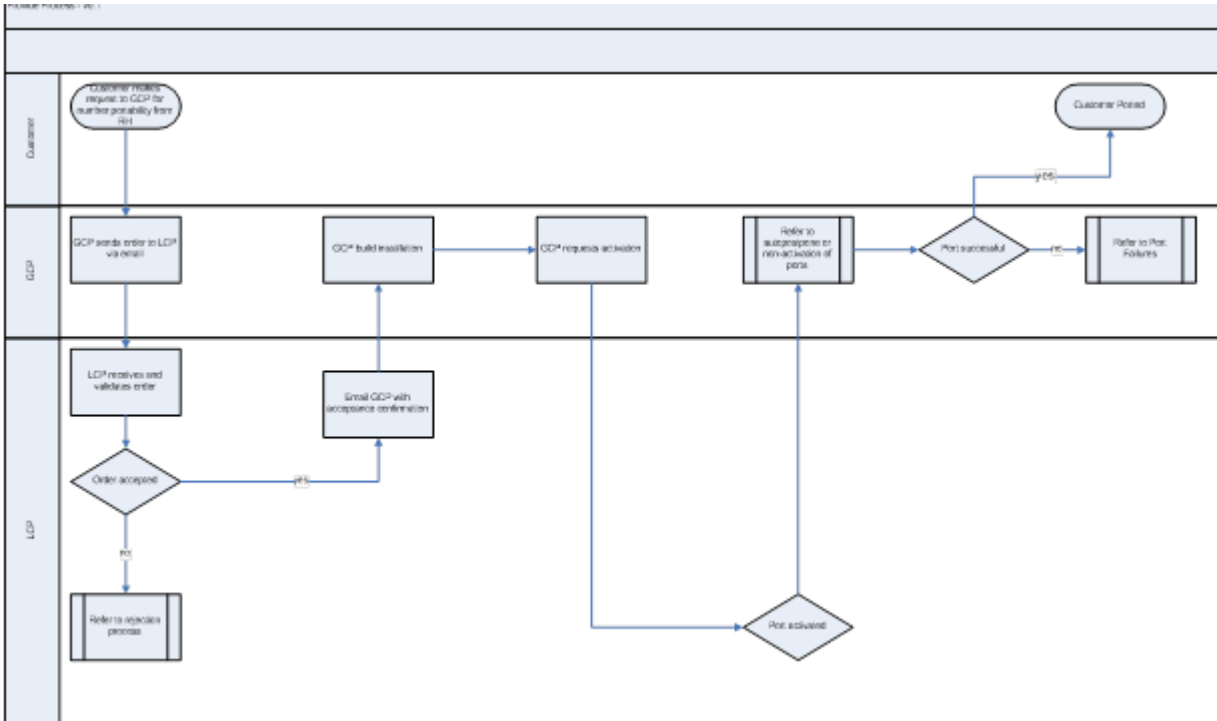 Customer
Customer makes
request to GCP for
number portability from
RH
Customer Ported
yes
GCP
GCP sends order to LCP
via email
GCP build installation
GCP requests activation
Refer to
non-activation of
ports
Port successful
no
Refer to Port
Failures
LCP
LCP receives and
validates order
Email GCP with
acceptance confirmation
Order accepted
yes
no
Refer to rejection
process
Port activated